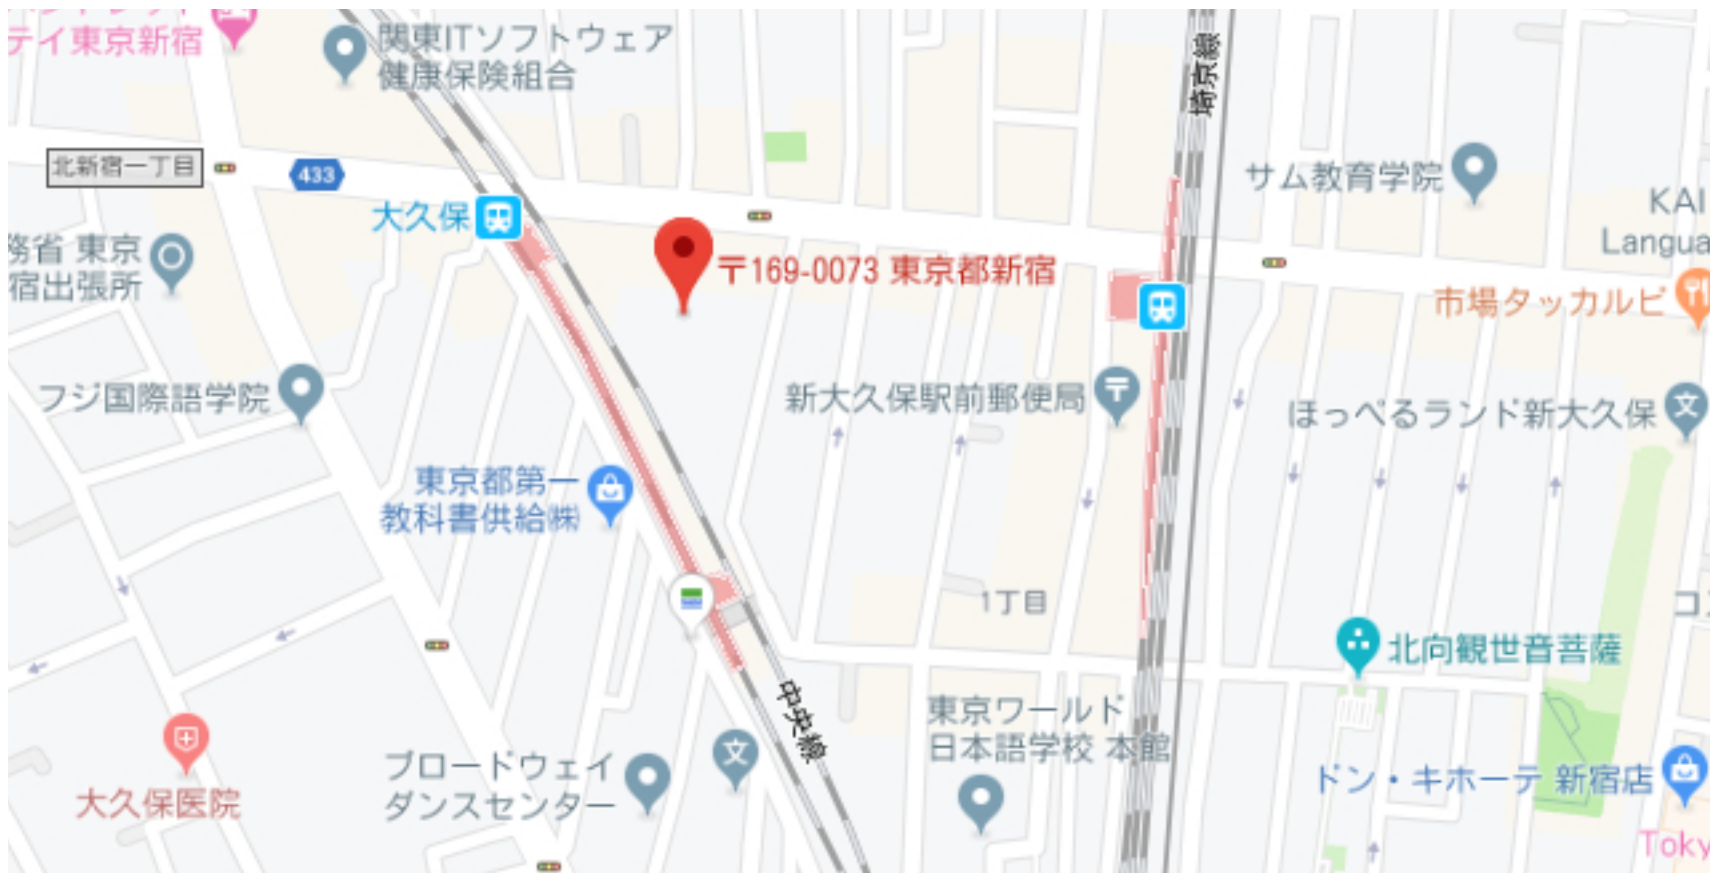 テイ東京新宿
関東ITソフトウェア
健康保険組合
埼京線
北新宿一丁目
433
サム教育学院
KAI
Langua
大久保
務省 東京
宿出張所
〒169-0073 東京都新宿
市場タッカルビ
フジ国際語学院
新大久保駅前郵便局
〒
ほっぺるランド新大久保
文
東京都第一
教科書供給㈱
1丁目
北向観世音菩薩
中央線
東京ワールド
日本語学校 本館
ブロードウェイ
ダンスセンター
文
大久保医院
ドン・キホーテ 新宿店
Toky